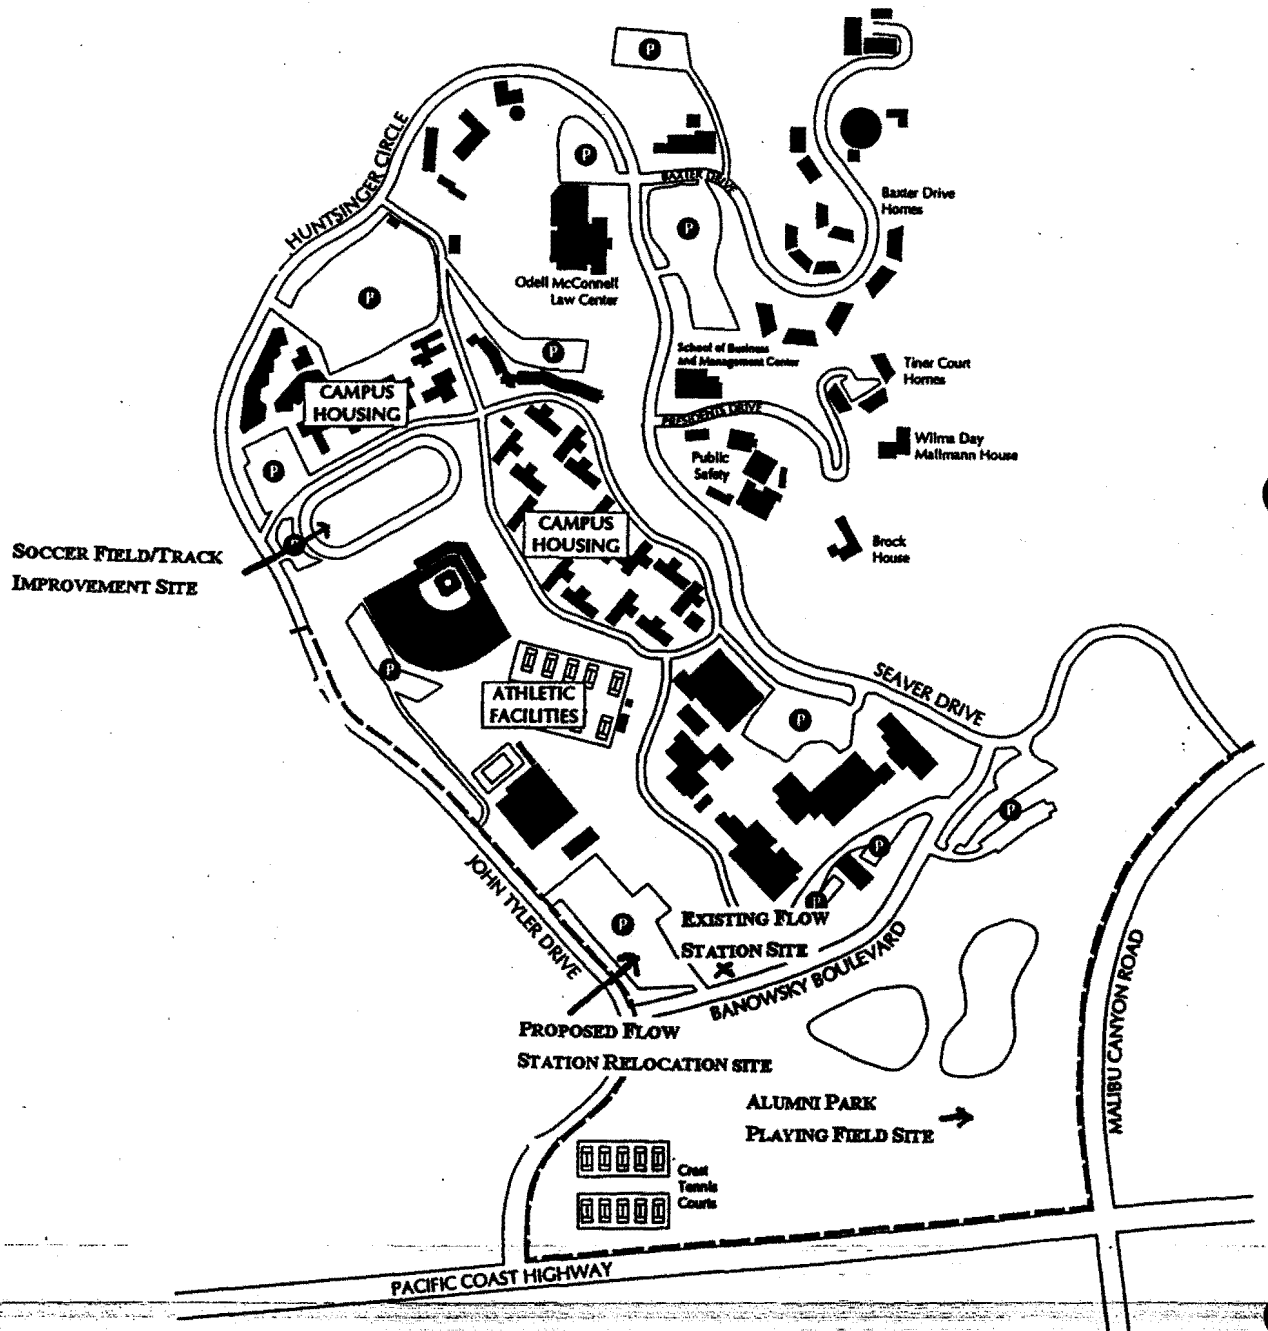 P
HUNTSINGER CIRCLE
P
BAXTER DRIVE
Baxter Drive
Homes
P
Odell McConnell
Law Center
P
P
School of Business
and Management Center
Tiner Court
Homes
CAMPUS
HOUSING
PRESIDENTS DRIVE
Wilma Day
Mallmann House
Public
Safety
P
CAMPUS
HOUSING
Brock
House
SOCCER FIELD/TRACK
IMPROVEMENT SITE
P
ATHLETIC
FACILITIES
SEAVER DRIVE
P
P
P
JOHN TYLER DRIVE
P
P
EXISTING FLOW
STATION SITE
BANOWSKY BOULEVARD
PROPOSED FLOW
STATION RELOCATION SITE
MALIBU CANYON ROAD
ALUMNI PARK
PLAYING FIELD SITE
Crest
Tennis
Courts
PACIFIC COAST HIGHWAY